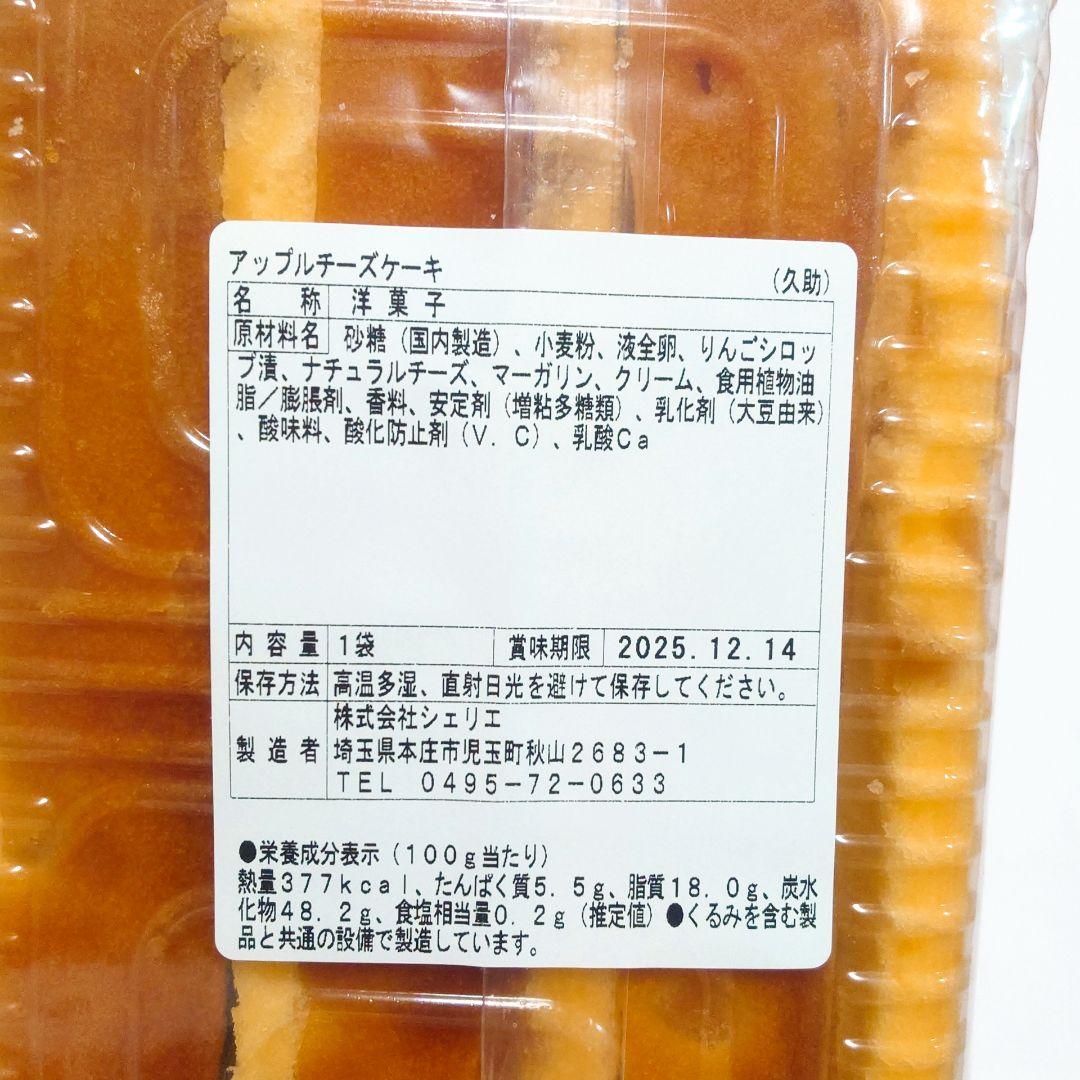 アップルチーズケーキ
(久助)
名　称　洋菓子
原材料名　砂糖（国内製造）、小麦粉、液全卵、りんごシロッ
プ漬、ナチュラルチーズ、マーガリン、クリーム、食用植物油
脂／膨脹剤、香料、安定剤（増粘多糖類）、乳化剤（大豆由来）
、酸味料、酸化防止剤（V．C）、乳酸Ca
内容量　1袋　賞味期限　2025.12.14
保存方法　高温多湿、直射日光を避けて保存してください。
株式会社シェリエ
製造者　埼玉県本庄市児玉町秋山2683－1
TEL　0495－72－0633
●栄養成分表示（100g当たり）
熱量377kcal、たんぱく質5.5g、脂質18.0g、炭水
化物48.2g、食塩相当量0.2g（推定値）●くるみを含む製
品と共通の設備で製造しています。